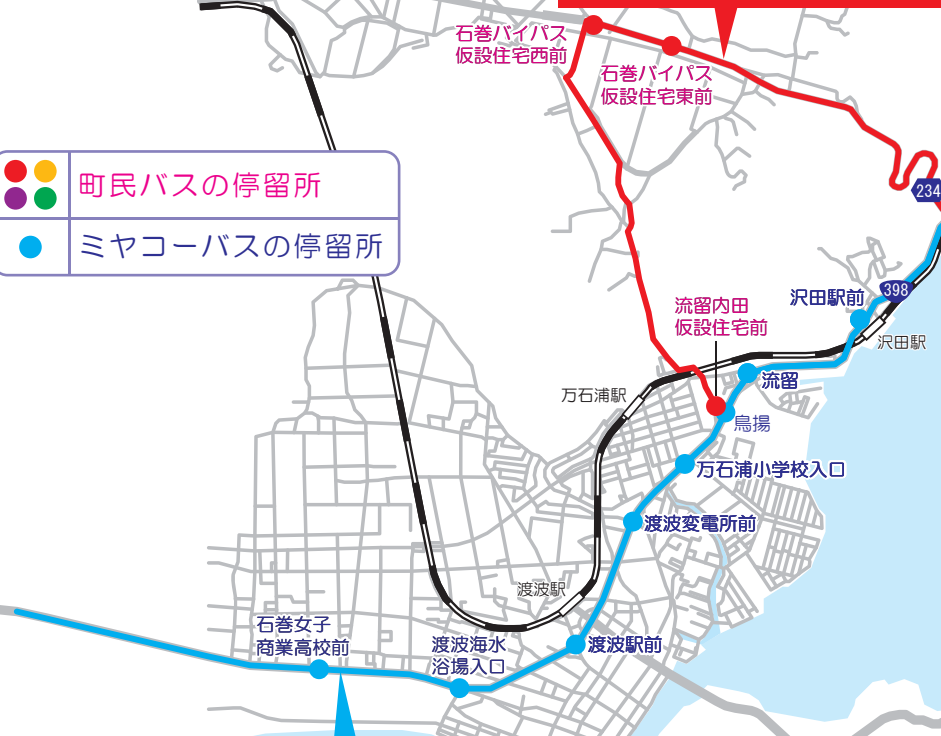 石巻バイパス
仮設住宅西前
石巻バイパス
仮設住宅東前
町民バスの停留所
ミヤコーバスの停留所
234
398
沢田駅前
沢田駅
流留内田
仮設住宅前
流留
万石浦駅
鳥揚
万石浦小学校入口
渡波変電所前
渡波駅
渡波駅前
石巻女子
商業高校前
渡波海水
浴場入口